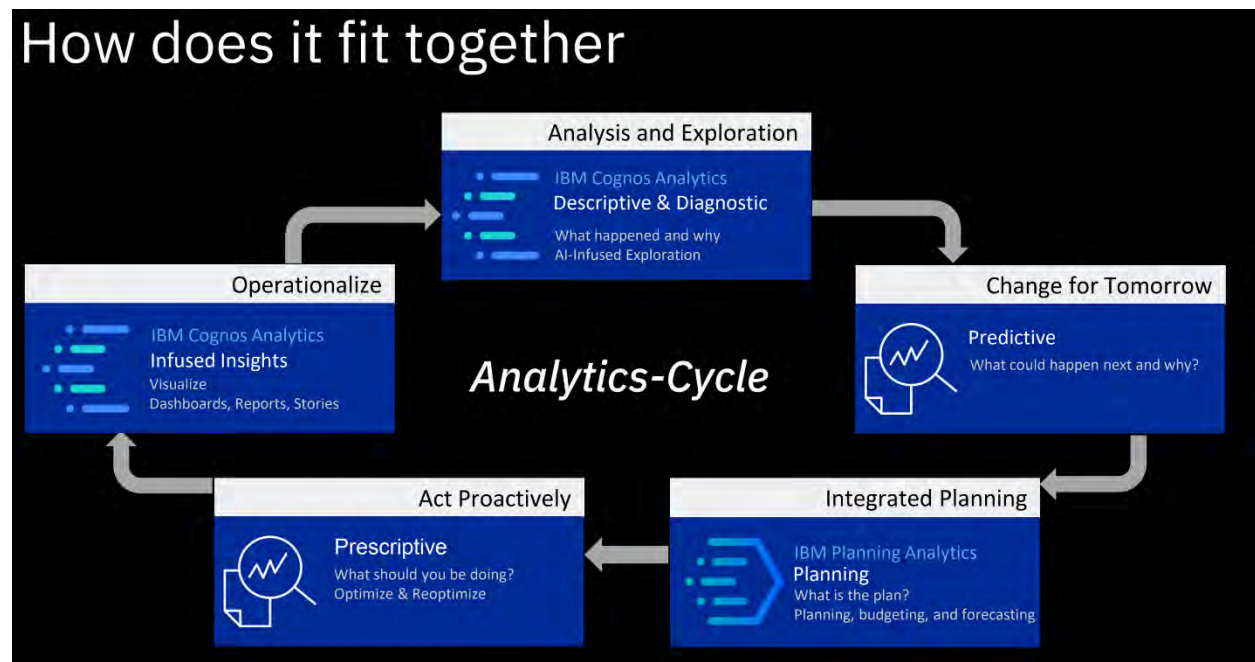 How does it fit together
Analysis and Exploration
IBM Cognos Analytics
Descriptive & Diagnostic
What happened and why
AI-Infused Exploration
Change for Tomorrow
Predictive
What could happen next and why?
Integrated Planning
IBM Planning Analytics
Planning
What is the plan?
Planning, budgeting, and forecasting
Act Proactively
Prescriptive
What should you be doing?
Optimize & Reoptimize
Operationalize
IBM Cognos Analytics
Infused Insights
Visualize
Dashboards, Reports, Stories
Analytics-Cycle